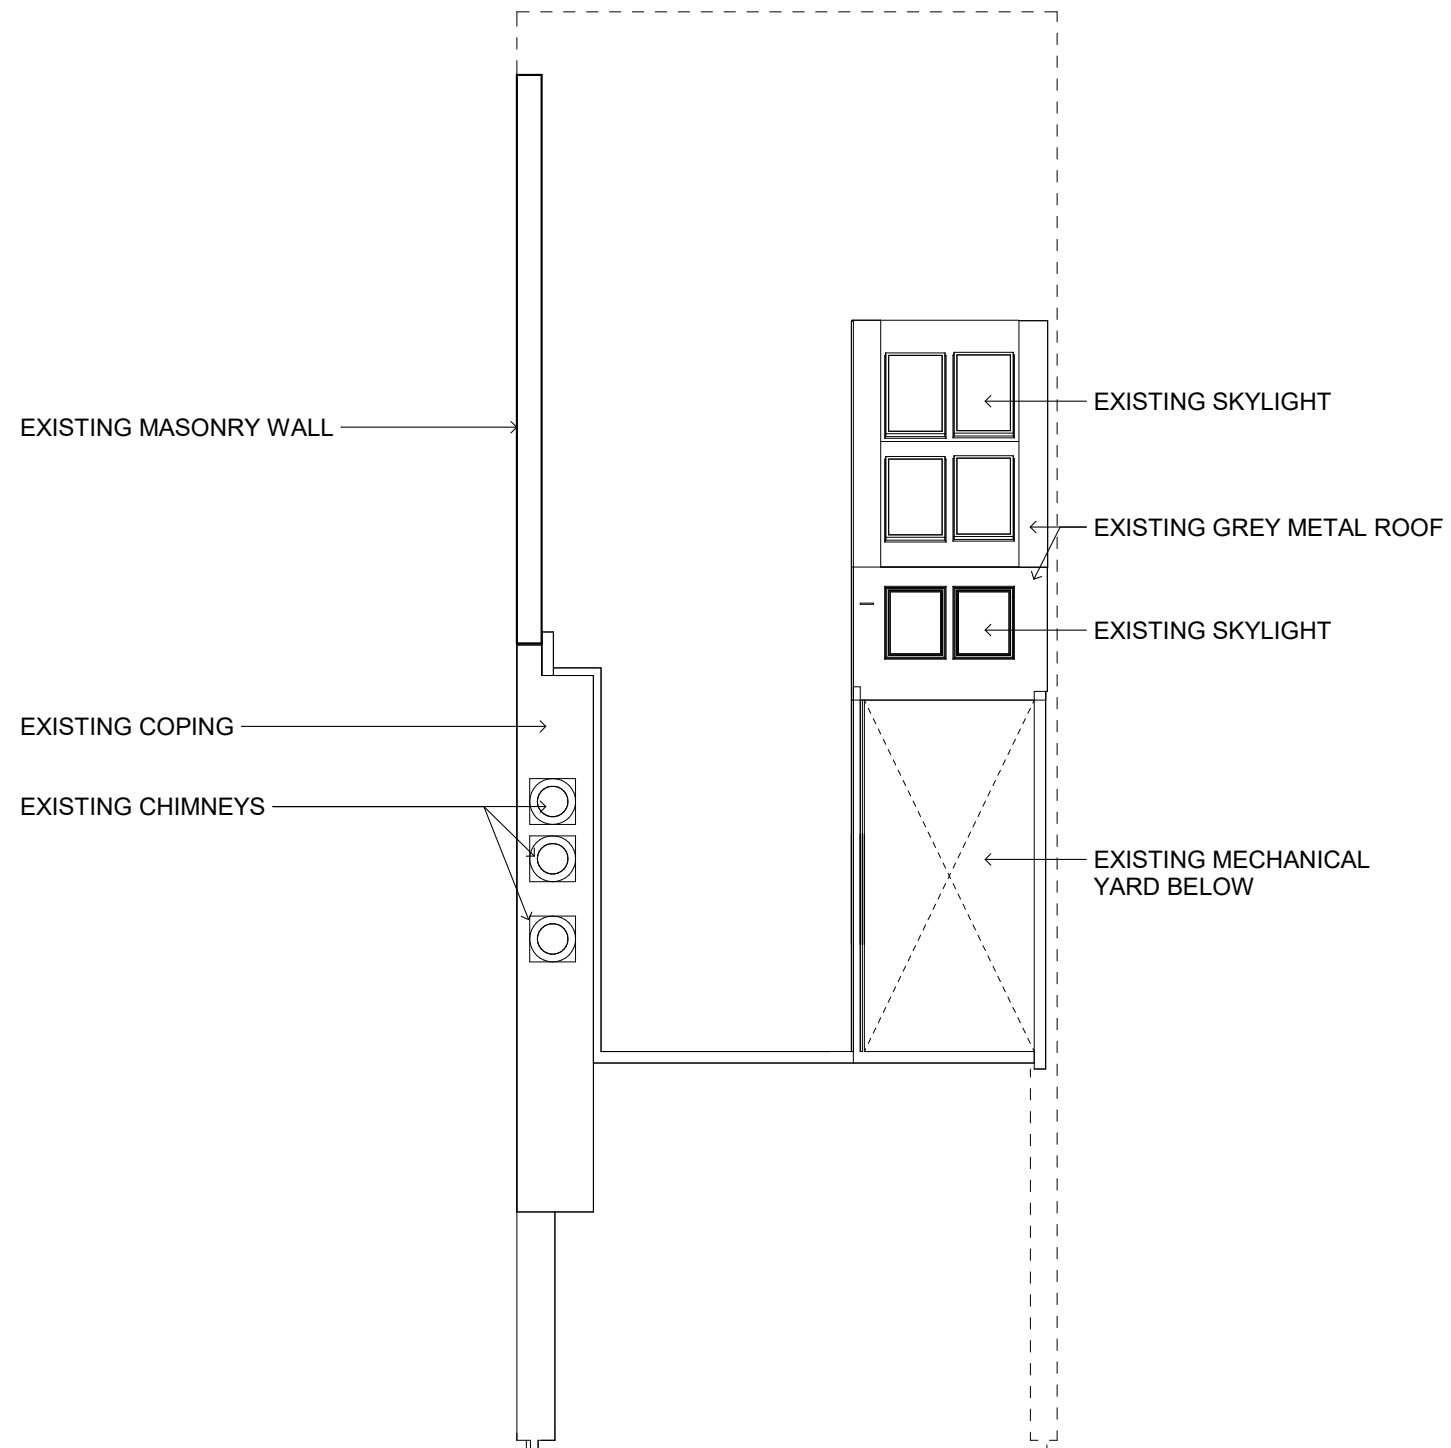 EXISTING SKYLIGHT
EXISTING MASONRY WALL
EXISTING GREY METAL ROOF
EXISTING SKYLIGHT
EXISTING COPING
EXISTING CHIMNEYS
EXISTING MECHANICAL
YARD BELOW